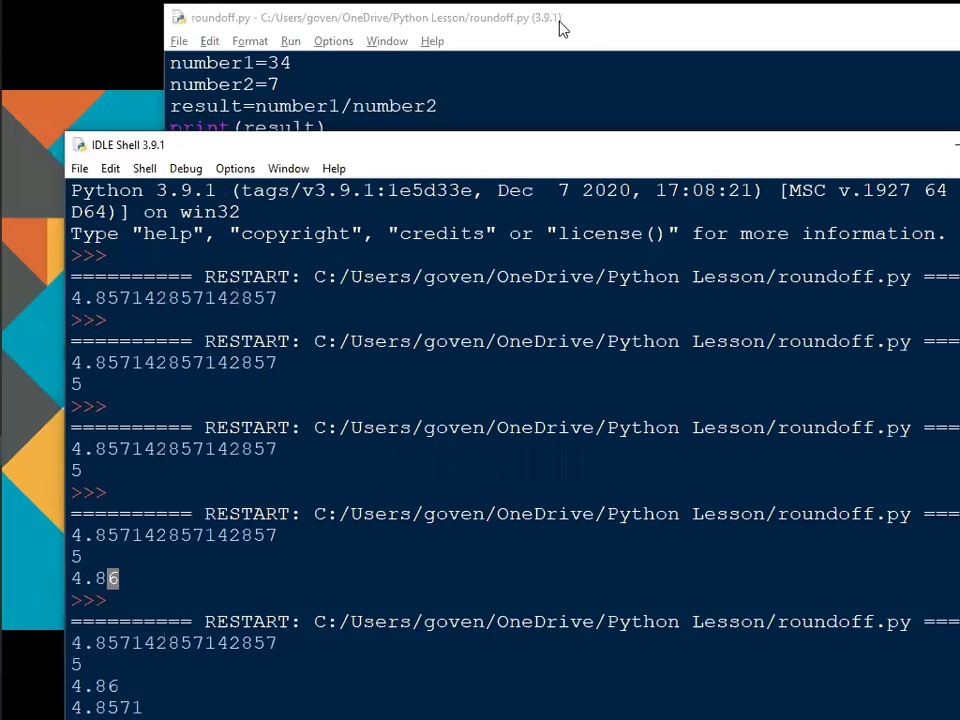 roundoff.py - C:/Users/goven/OneDrive/Python Lesson/roundoff.py (3.9.1)
File Edit Format Run Options Window Help
number1=34
number2=7
result=number1/number2
print(result)
IDLE Shell 3.9.1
File Edit Shell Debug Options Window Help
Python 3.9.1 (tags/v3.9.1:1e5d33e, Dec  7 2020, 17:08:21) [MSC v.1927 64
D64)] on win32
Type "help", "copyright", "credits" or "license()" for more information.
>>>
========== RESTART: C:/Users/goven/OneDrive/Python Lesson/roundoff.py ===
4.857142857142857
>>>
========== RESTART: C:/Users/goven/OneDrive/Python Lesson/roundoff.py ===
4.857142857142857
5
>>>
========== RESTART: C:/Users/goven/OneDrive/Python Lesson/roundoff.py ===
4.857142857142857
5
>>>
========== RESTART: C:/Users/goven/OneDrive/Python Lesson/roundoff.py ===
4.857142857142857
5
4.86
>>>
========== RESTART: C:/Users/goven/OneDrive/Python Lesson/roundoff.py ===
4.857142857142857
5
4.86
4.8571